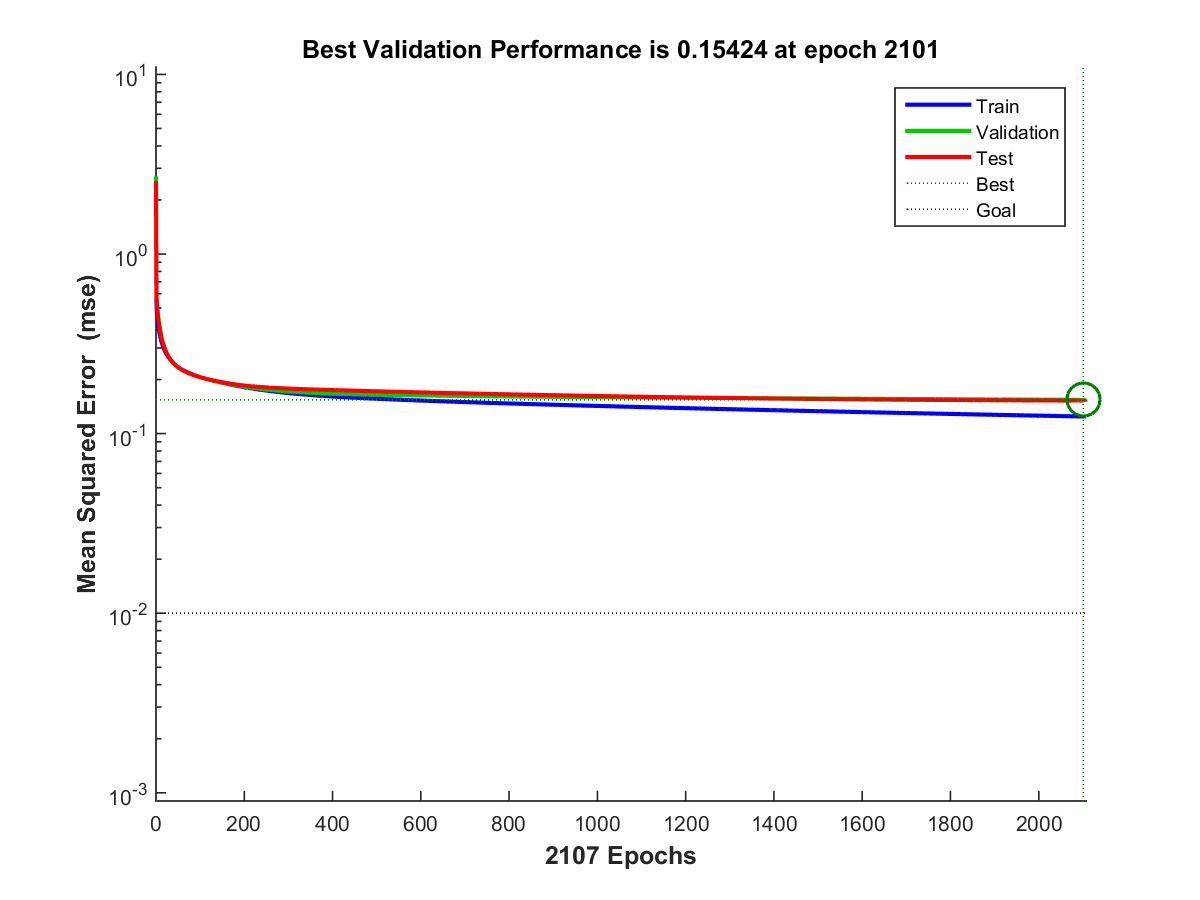 Best Validation Performance is 0.15424 at epoch 2101
Train
Validation
Test
Best
Goal
Mean Squared Error (mse)
10^1
10^0
10^-1
10^-2
10^-3
0 200 400 600 800 1000 1200 1400 1600 1800 2000
2107 Epochs